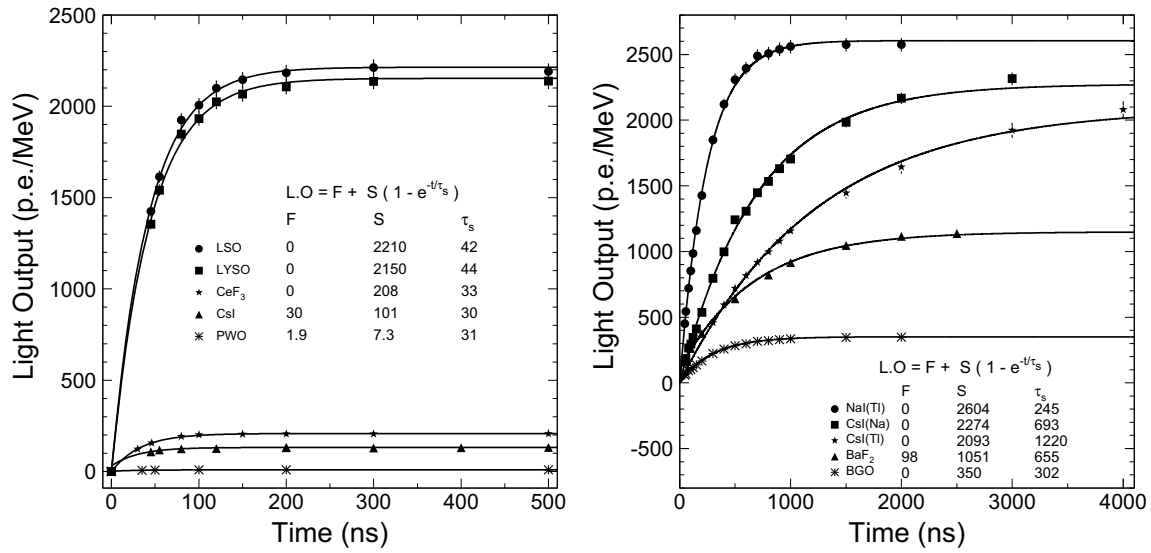 2500
2000
1500
1000
500
0
Light Output (p.e./MeV)
L.O = F + S ( 1 - e^-t/τs)
F S τs
LSO 0 2210 42
LYSO 0 2150 44
CeF3 0 208 33
CsI 30 101 30
PWO 1.9 7.3 31
0 100 200 300 400 500
Time (ns)
2500
2000
1500
1000
500
0
-500
Light Output (p.e./MeV)
L.O = F + S ( 1 - e^-t/τs)
F S τs
NaI(Tl) 0 2604 245
CsI(Na) 0 2274 693
CsI(Tl) 0 2093 1220
BaF2 98 1051 655
BGO 0 350 302
0 1000 2000 3000 4000
Time (ns)